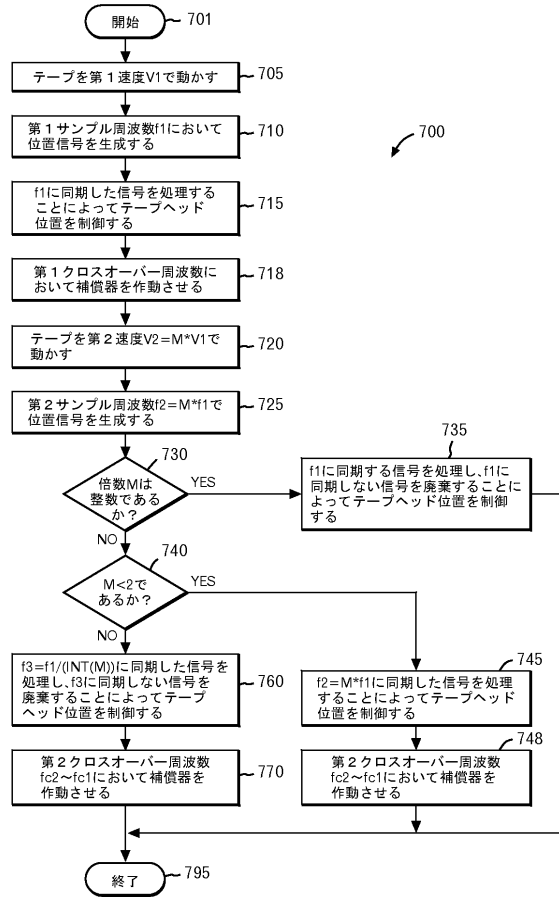 開始
701
テープを第１速度V1で動かす
705
700
第１サンプル周波数f1において
位置信号を生成する
710
f1に同期した信号を処理する
ことによってテープヘッド
位置を制御する
715
第１クロスオーバー周波数に
おいて補償器を作動させる
718
テープを第２速度V2=M*V1で
動かす
720
第２サンプル周波数f2=M*f1で
位置信号を生成する
725
730
倍数Mは
整数である
か?
YES
NO
735
f1に同期する信号を処理し、f1に
同期しない信号を廃棄することに
よってテープヘッド位置を制御
する
740
M<2で
あるか?
YES
NO
f3=f1/(INT(M))に同期した信号を
処理し、f3に同期しない信号を
廃棄することによってテープ
ヘッド位置を制御する
760
745
f2=M*f1に同期した信号を処理
することによってテープヘッド
位置を制御する
第２クロスオーバー周波数
fc2~fc1において補償器を
作動させる
770
748
第２クロスオーバー周波数
fc2~fc1において補償器を
作動させる
終了
795